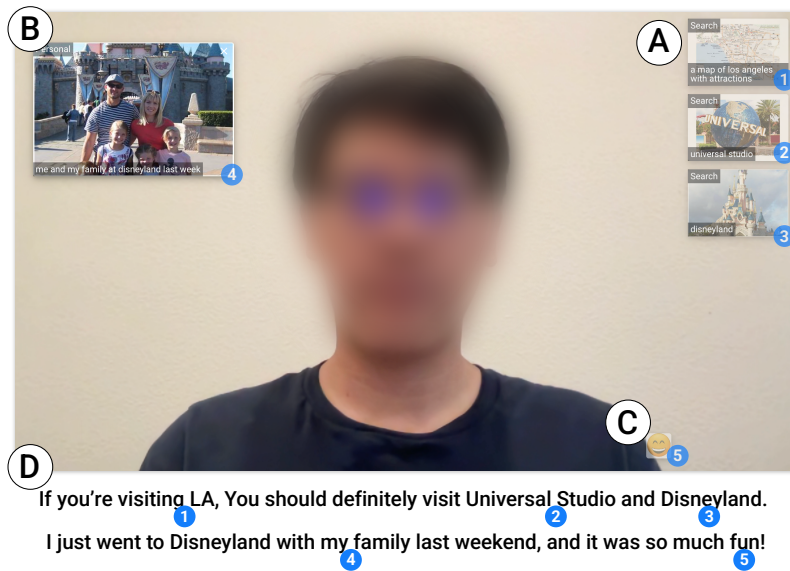 B
A
Search
a map of los angeles
with attractions
1
ersonal
Search
UNIVERSAL
universal studio
2
me and my family at disneyland last week
4
Search
disneyland
3
C
5
D
If you're visiting LA, You should definitely visit Universal Studio and Disneyland.
1 2 3
I just went to Disneyland with my family last weekend, and it was so much fun!
4 5